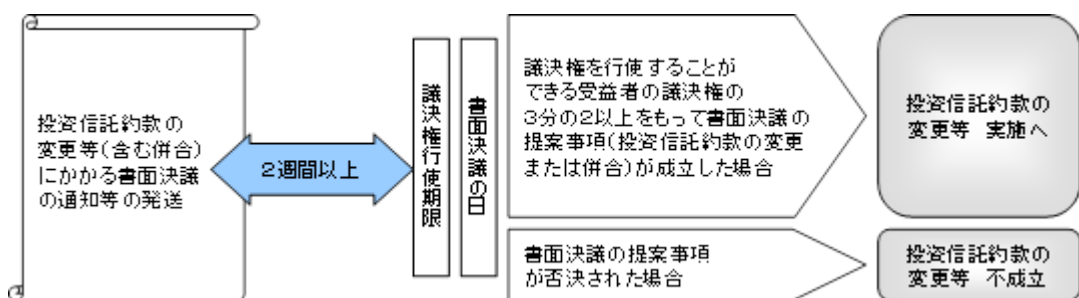 投資信託約款の
変更等(含む併合)
にかかる書面決議
の通知等の発送
２週間以上
議決権行使期限
書面決議の日
議決権を行使することが
できる受益者の議決権の
３分の２以上をもって書面決議の
提案事項(投資信託約款の変更
または併合)が成立した場合
投資信託約款の
変更等 実施へ
書面決議の提案事項
が否決された場合
投資信託約款の
変更等 不成立